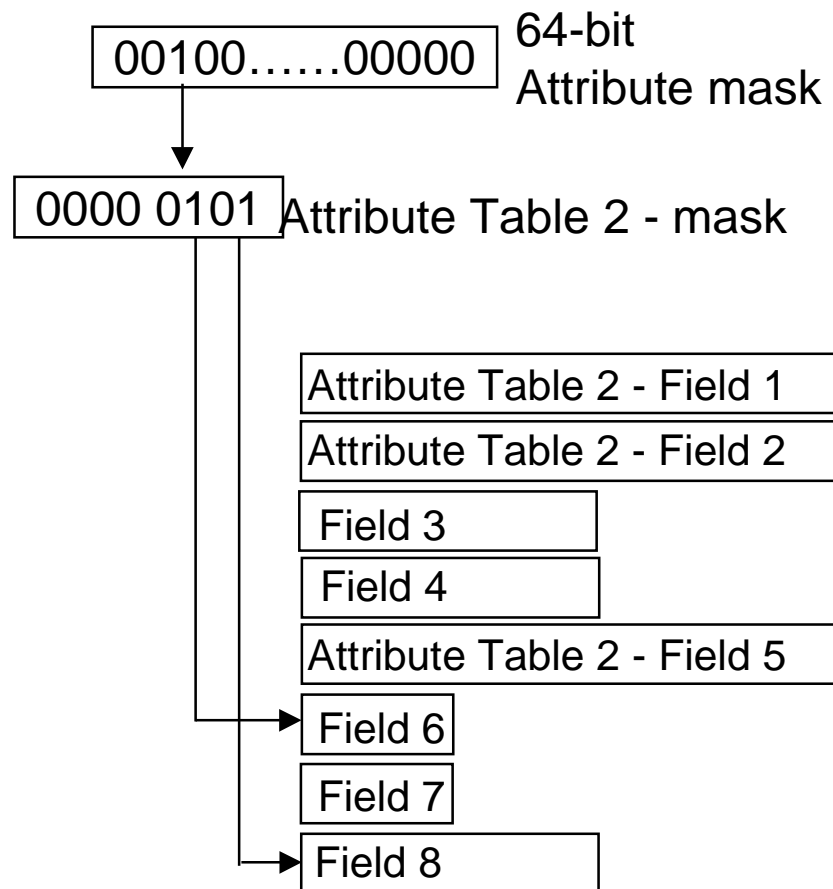 64-bit
00100......00000
Attribute mask
0000 0101 Attribute Table 2 - mask
Attribute Table 2 - Field 1
Attribute Table 2 - Field 2
Field 3
Field 4
Attribute Table 2 - Field 5
Field 6
Field 7
Field 8